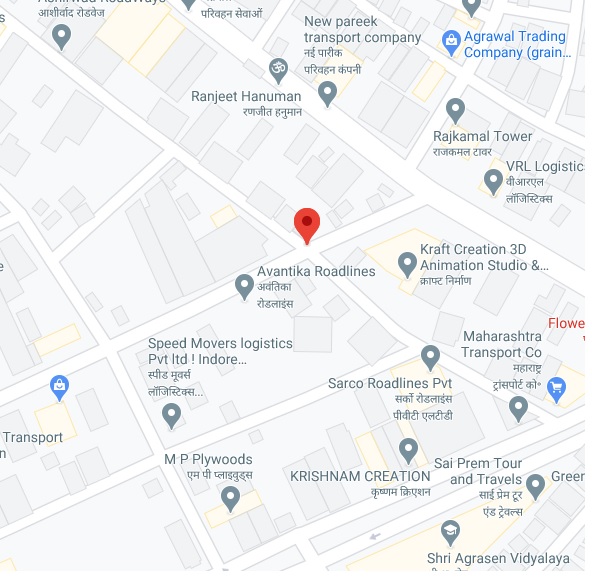 आशीर्वाद रोडवेज
परिवहन सेवाओं
New pareek
transport company
नई पारीक
परिवहन कंपनी
Agrawal Trading
Company (grain...
Ranjeet Hanuman
रणजीत हनुमान
Rajkamal Tower
राजकमल टावर
VRL Logistic
वीआरएल
लॉजिस्टिक्स
Kraft Creation 3D
Animation Studio &...
क्राफ्ट निर्माण
Avantika Roadlines
अवंतिका
रोडलाइंस
Speed Movers logistics
Pvt ltd ! Indore...
स्पीड मूवर्स
लॉजिस्टिक्स...
Flowe
Maharashtra
Transport Co
महाराष्ट्र
ट्रांसपोर्ट को॰
Sarco Roadlines Pvt
सर्को रोडलाइंस
पीवीटी एलटीडी
Transport
n
M P Plywoods
एम पी प्लाइवुड्स
KRISHNAM CREATION
कृष्णम क्रिएशन
Sai Prem Tour
and Travels
साई प्रेम टूर
एंड ट्रेवल्स
Green
Shri Agrasen Vidyalaya